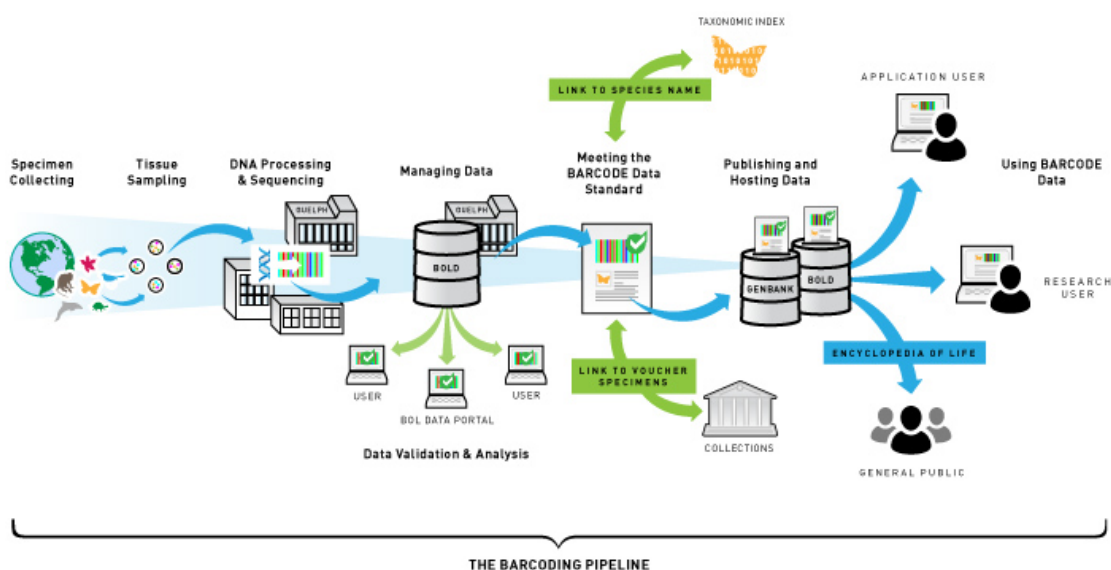 TAXONOMIC INDEX
LINK TO SPECIES NAME
APPLICATION USER
Specimen
Collecting
Tissue
Sampling
DNA Processing
& Sequencing
Managing Data
Meeting the
BARCODE Data
Standard
Publishing and
Hosting Data
Using BARCODE
Data
GUELPH
GUELPH
BOLD
GENBANK
BOLD
RESEARCH
USER
USER
BOL DATA PORTAL
USER
Data Validation & Analysis
LINK TO VOUCHER
SPECIMENS
COLLECTIONS
ENCYCLOPEDIA OF LIFE
GENERAL PUBLIC
THE BARCODING PIPELINE